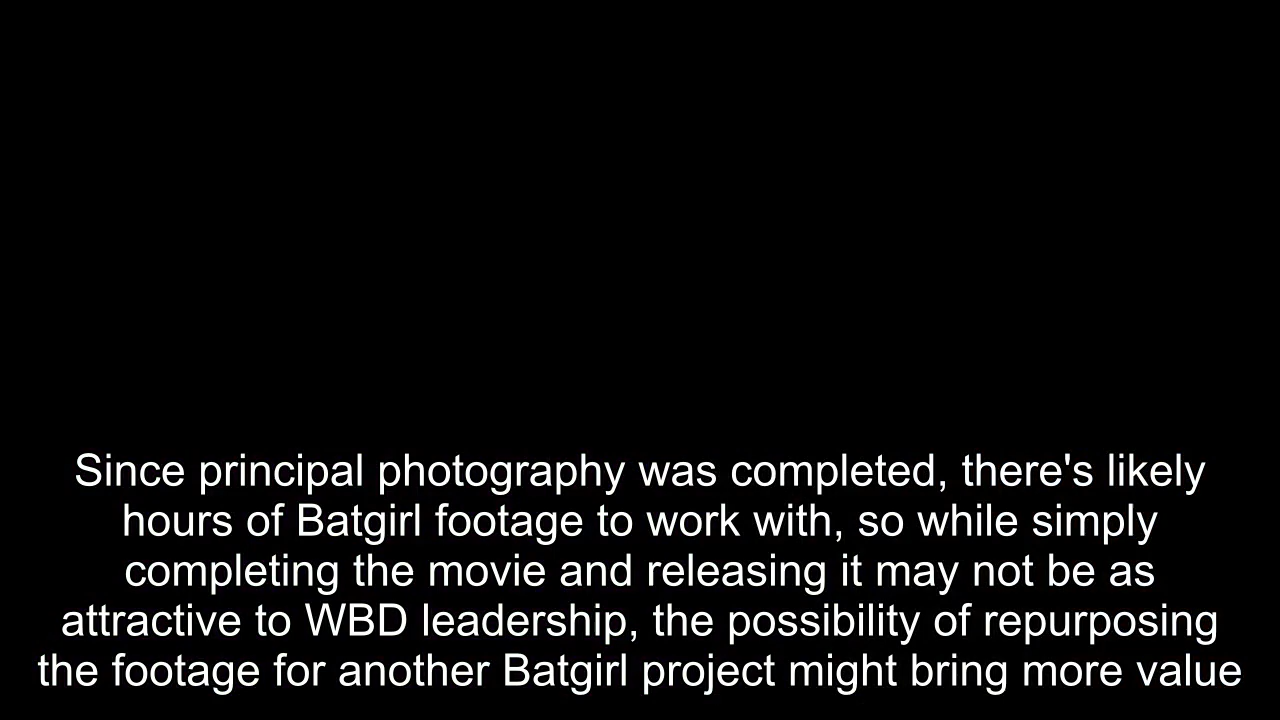 Since principal photography was completed, there's likely
hours of Batgirl footage to work with, so while simply
completing the movie and releasing it may not be as
attractive to WBD leadership, the possibility of repurposing
the footage for another Batgirl project might bring more value